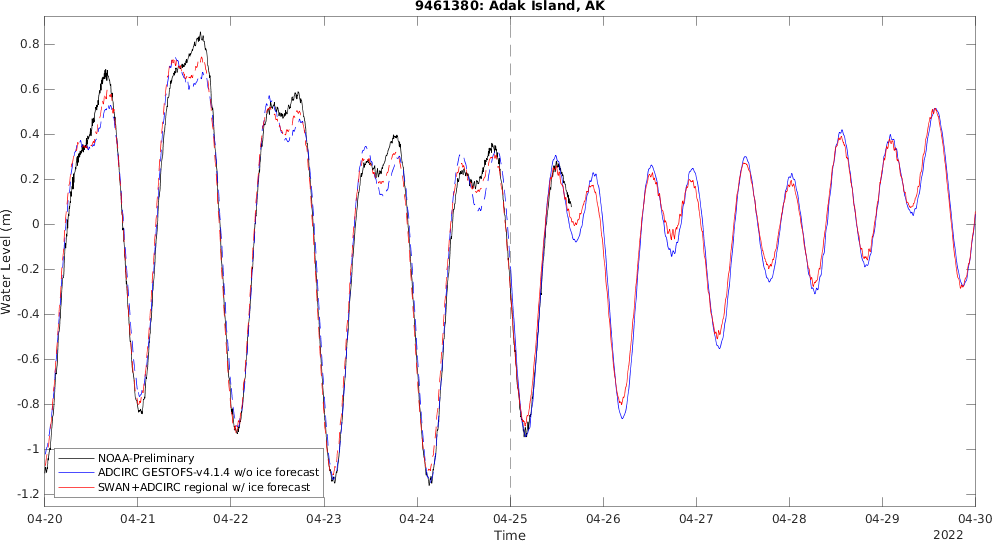 9461380: Adak Island, AK
Water Level (m)
0.8
0.6
0.4
0.2
0
-0.2
-0.4
-0.6
-0.8
-1
-1.2
NOAA-Preliminary
ADCIRC GESTOFS-v4.1.4 w/o ice forecast
SWAN+ADCIRC regional w/ ice forecast
04-20 04-21 04-22 04-23 04-24 04-25 04-26 04-27 04-28 04-29 04-30
Time
2022